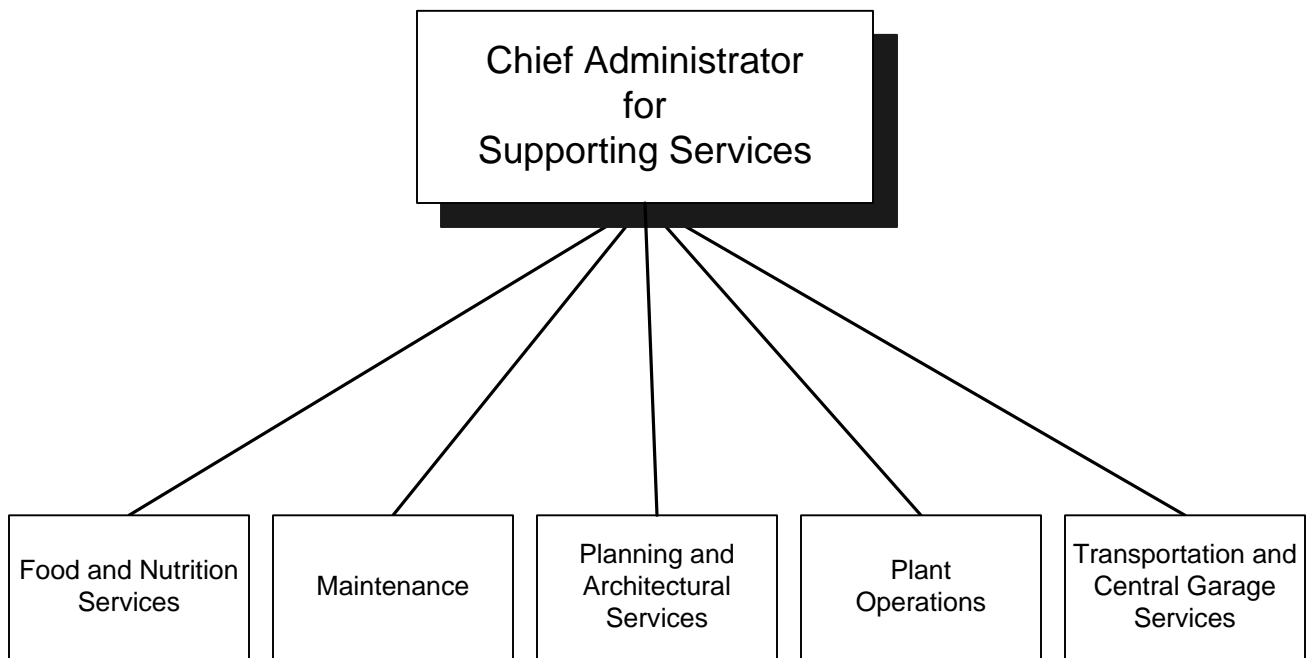 Chief Administrator
for
Supporting Services
Food and Nutrition
Services
Maintenance
Planning and
Architectural
Services
Plant
Operations
Transportation and
Central Garage
Services